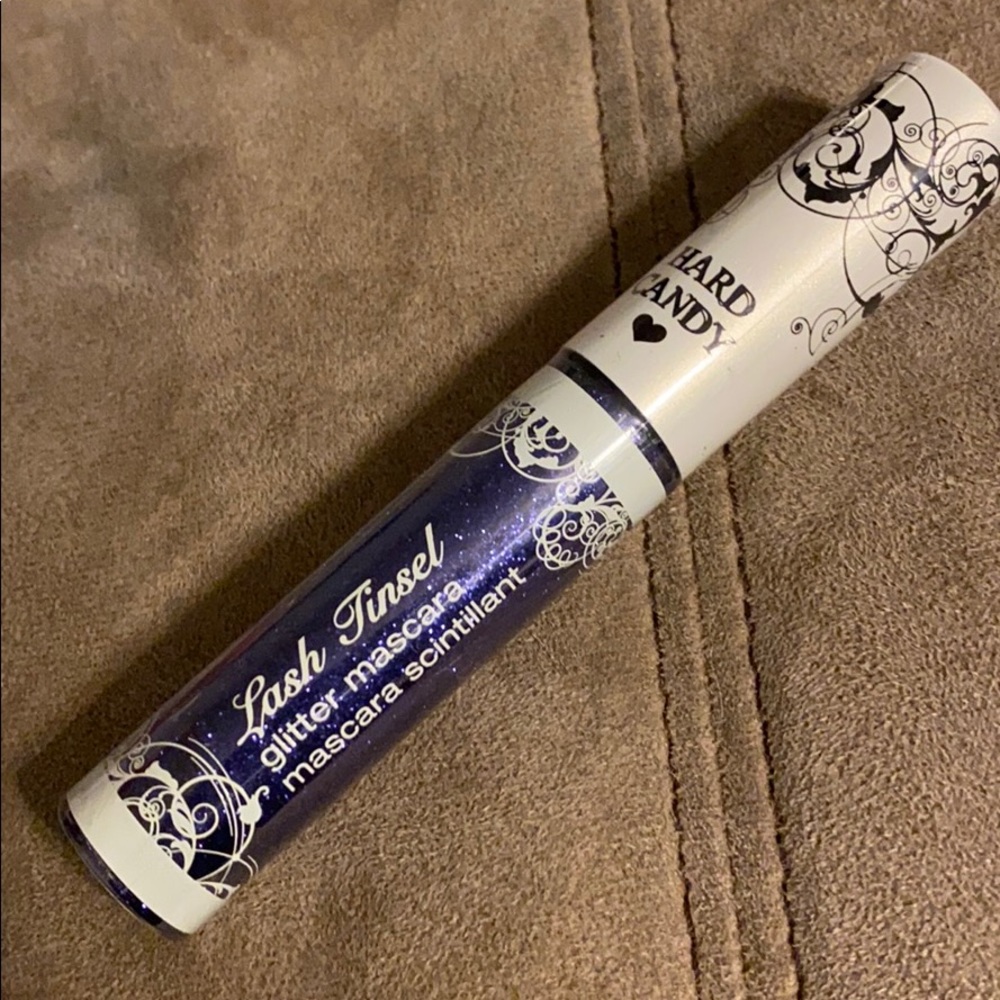 HARD
CANDY
Lash Tinsel
glitter mascara
mascara scintillant